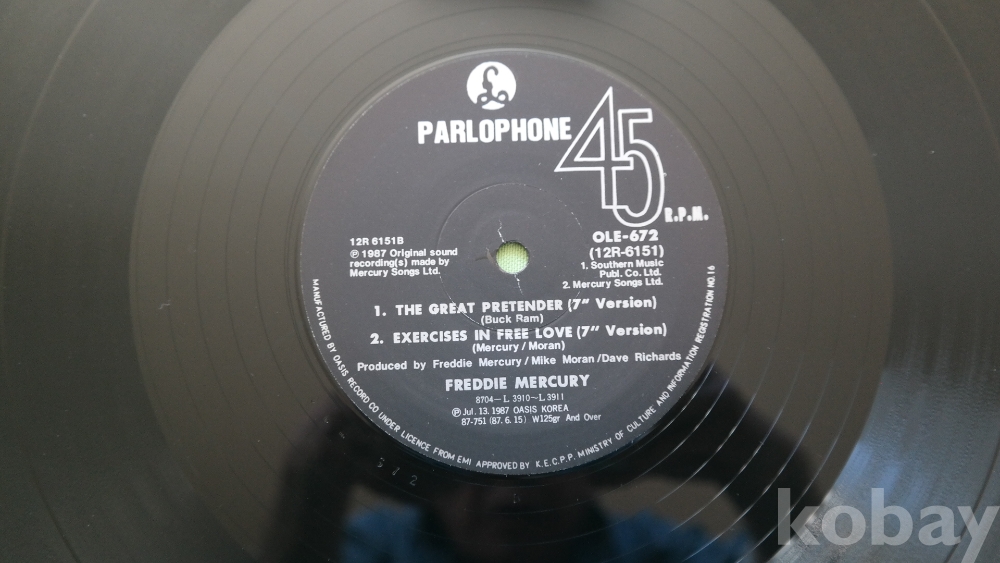 PARLOPHONE
45
R.P.M.
12R 6151B
Ⓟ 1987 Original sound
recording(s) made by
Mercury Songs Ltd.
OLE-672
(12R-6151)
1. Southern Music
Publ. Co. Ltd.
2. Mercury Songs Ltd.
1. THE GREAT PRETENDER (7" Version)
(Buck Ram)
2. EXERCISES IN FREE LOVE (7" Version)
(Mercury/Moran)
Produced by Freddie Mercury/Mike Moran/Dave Richards
FREDDIE MERCURY
8704-L 3910~L 3911
Ⓟ Jul. 13. 1987 OASIS KOREA
87-751 (87. 6. 15) W125gr And Over
MANUFACTURED BY OASIS RECORD CO UNDER LICENCE FROM EMI APPROVED BY K.E.C.P.P. MINISTRY OF CULTURE AND INFORMATION REGISTRATION NO. 16
kobay